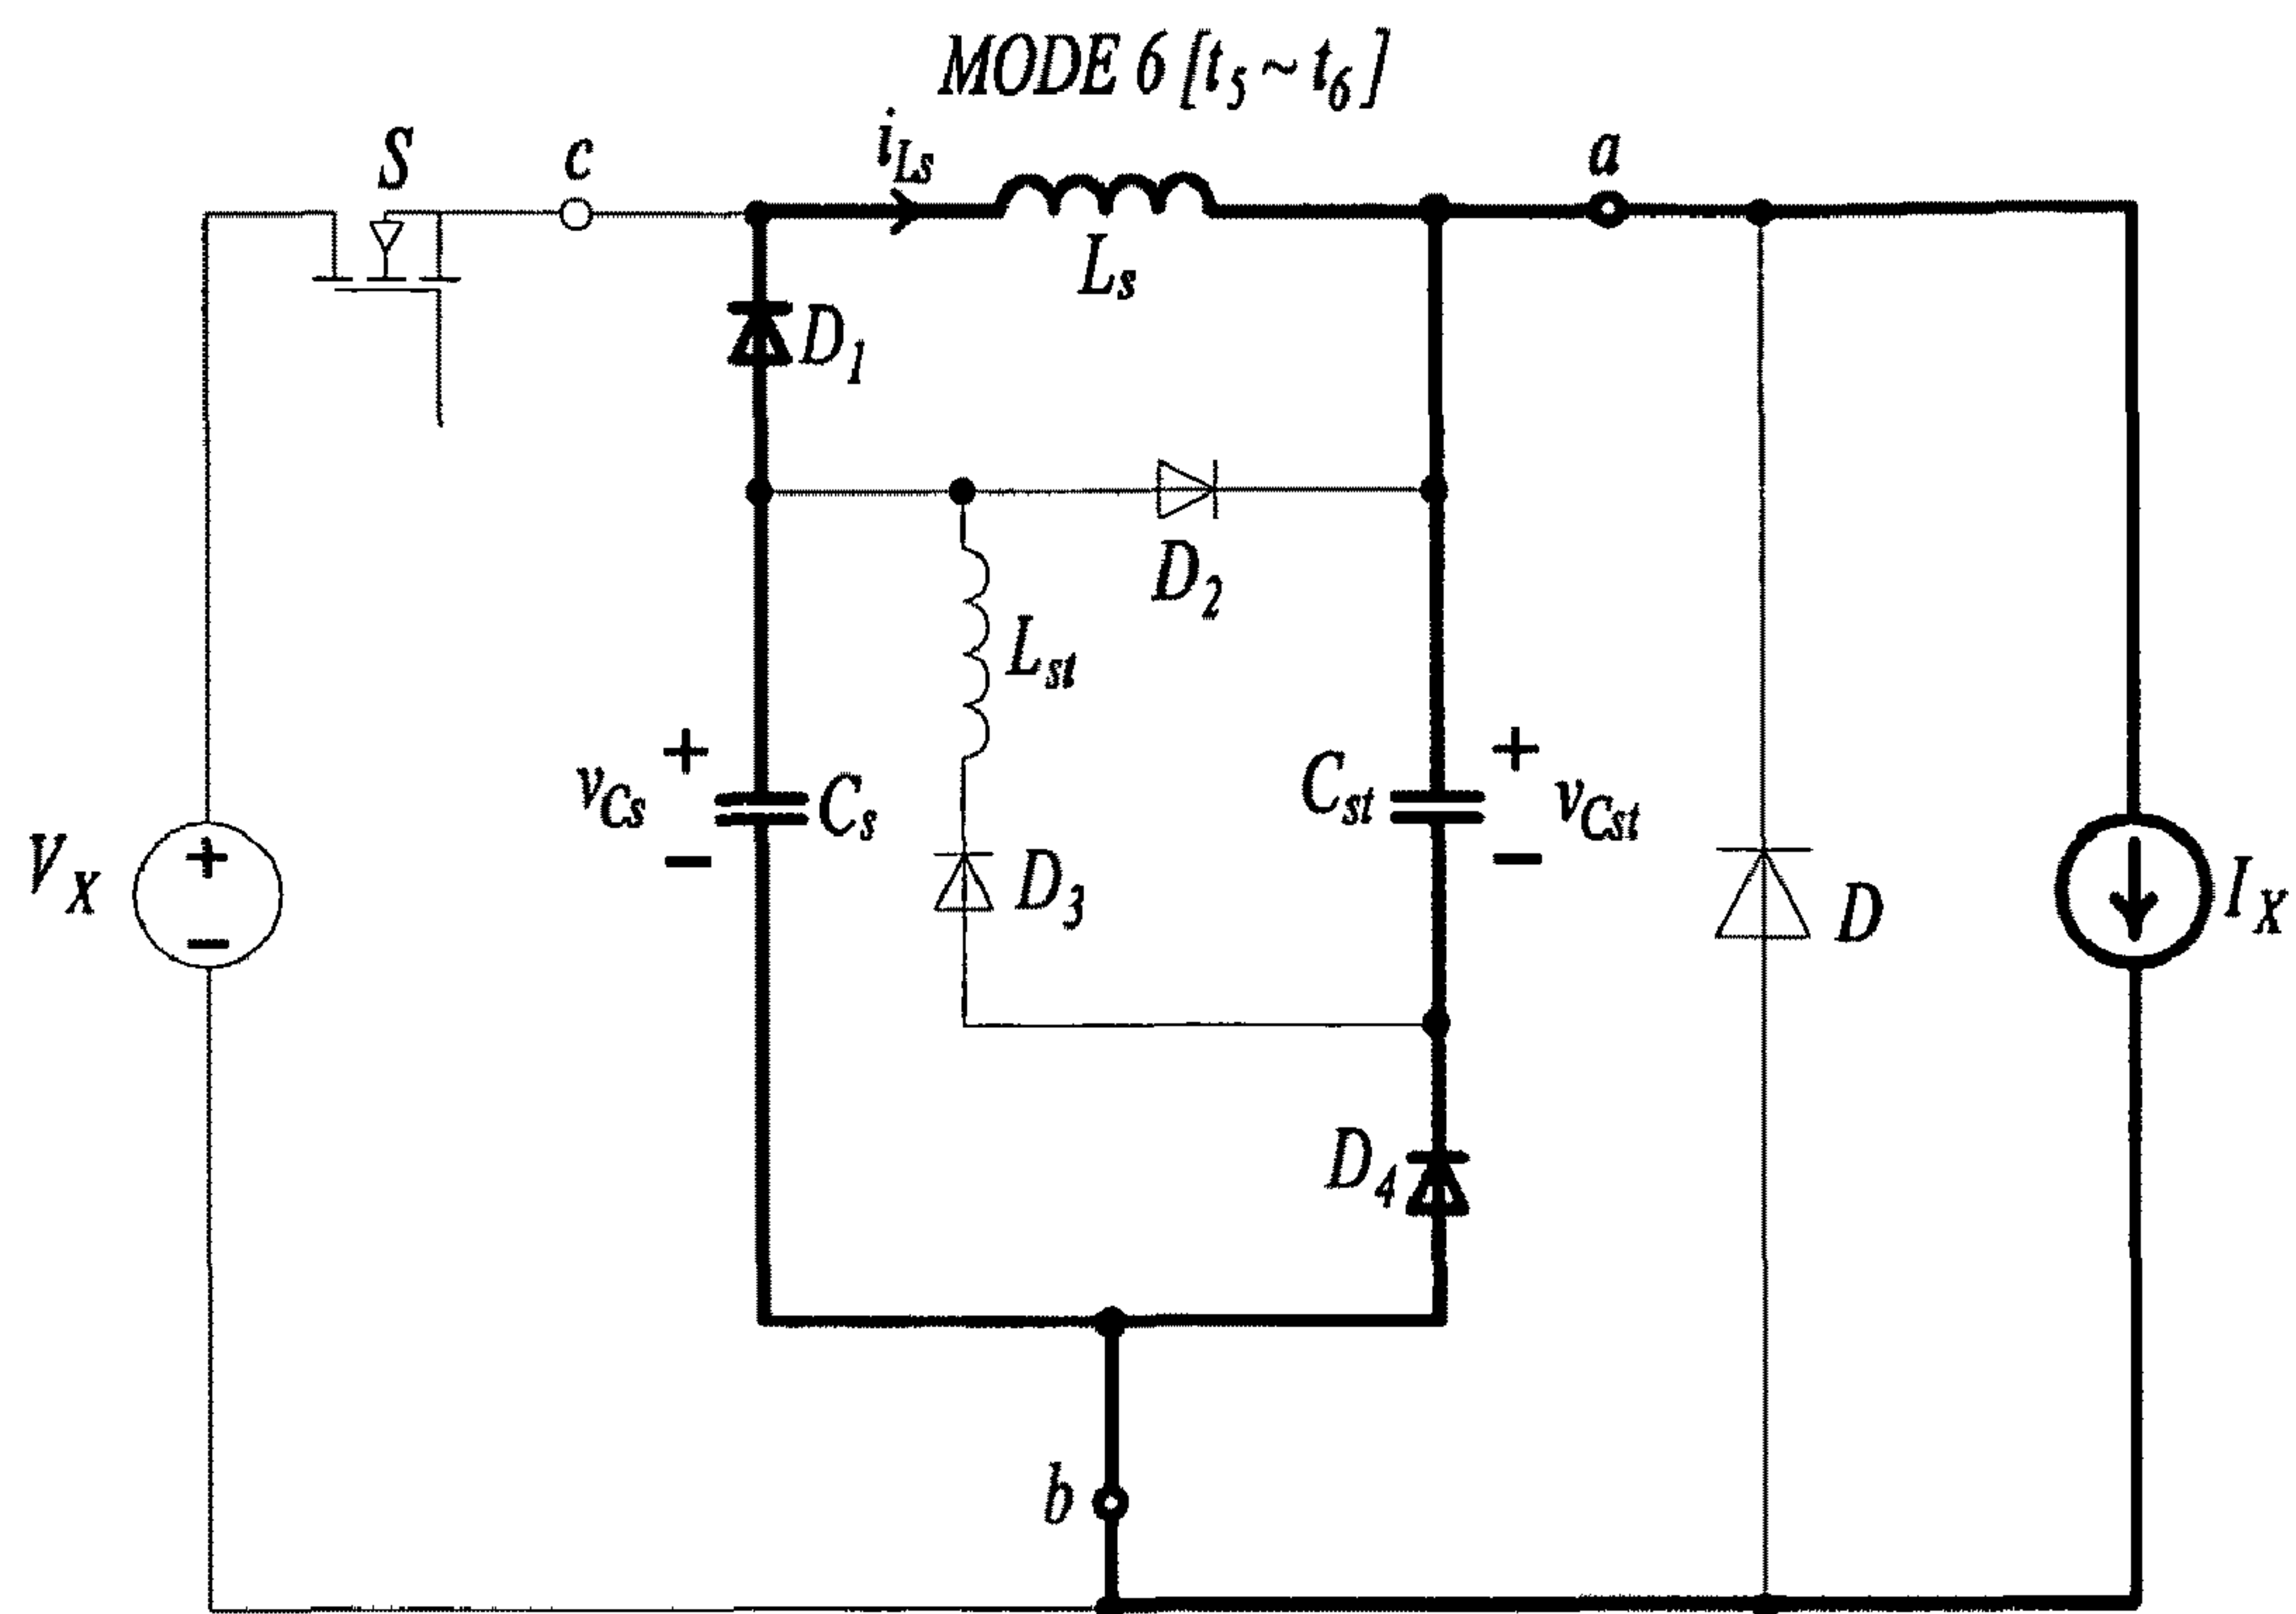 MODE 6 [t5 ~ t6]
S
c
iLs
a
Ls
D1
D2
Lst
+
vCs
−
Cs
Cst
+
vCst
−
VX
+
−
D3
D
IX
D4
b